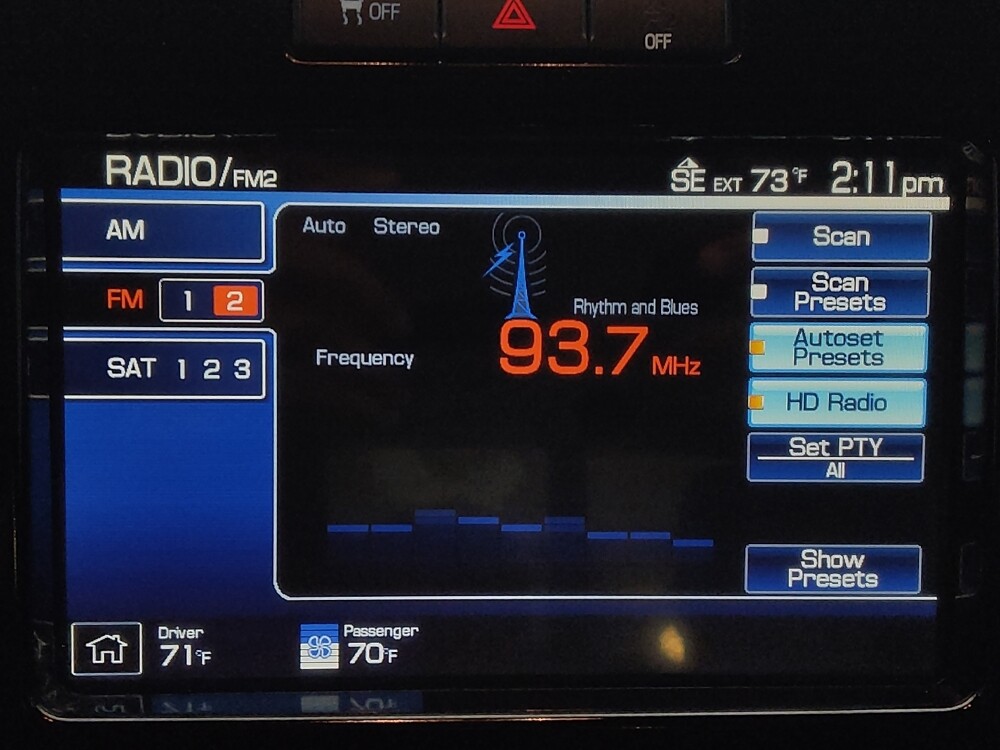 OFF
OFF
RADIO/FM2
SE EXT 73°F 2:11pm
AM
FM 1 2
SAT 1 2 3
Auto Stereo
Rhythm and Blues
Frequency 93.7 MHz
Scan
Scan
Presets
Autoset
Presets
HD Radio
Set PTY
All
Show
Presets
Driver
71°F
Passenger
70°F